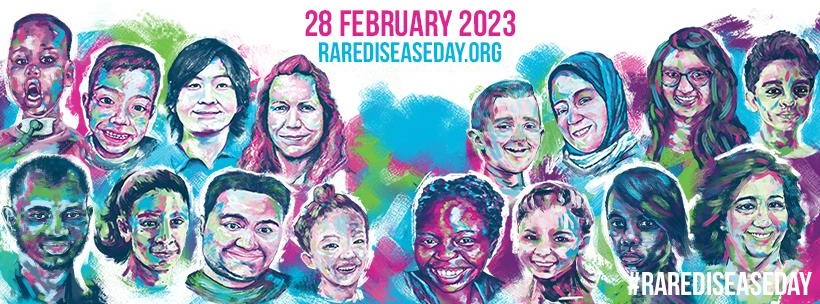 28 FEBRUARY 2023
RAREDISEASEDAY.ORG
#RAREDISEASEDAY